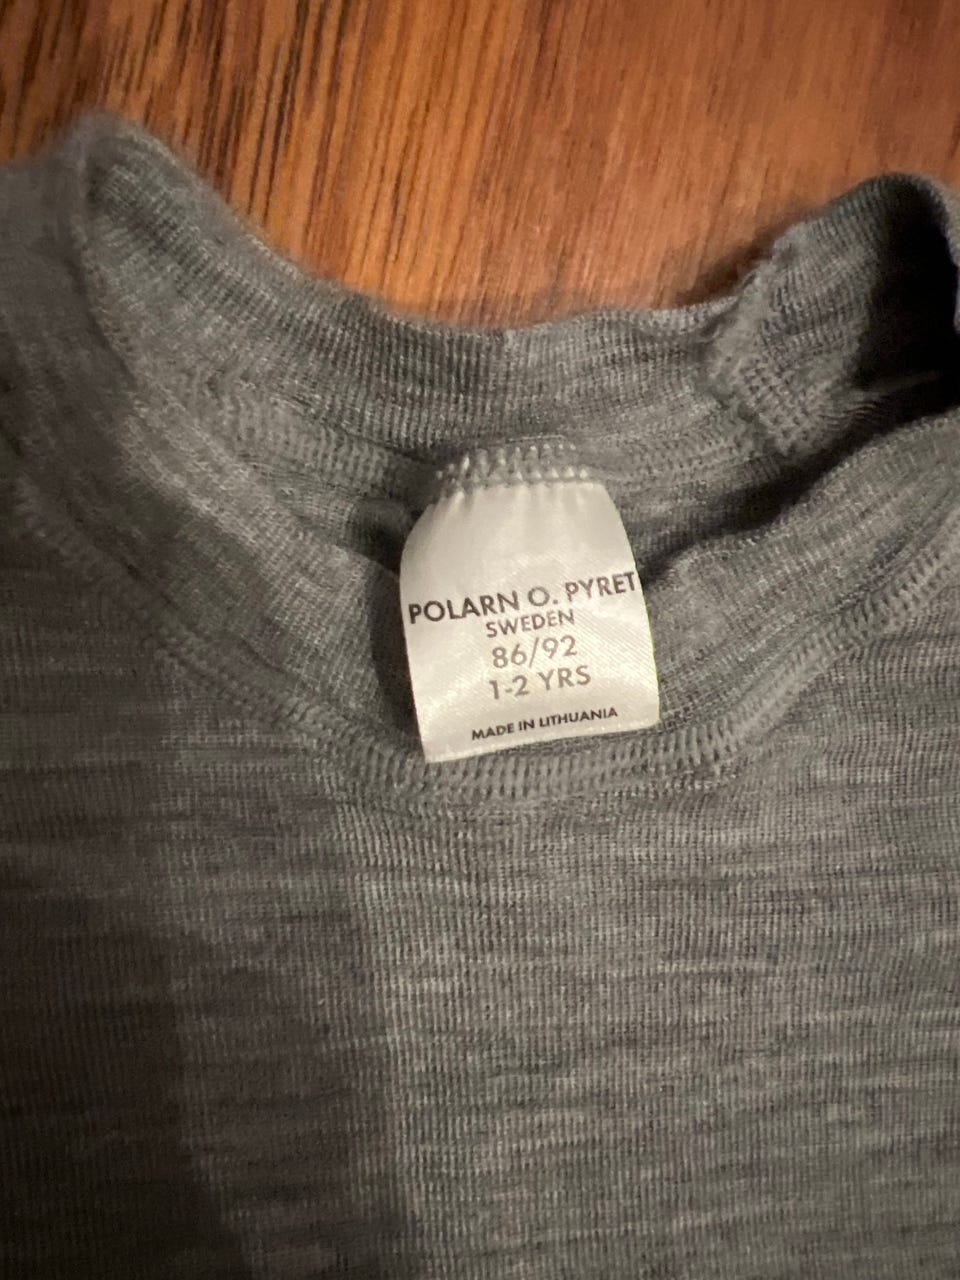 POLARN O. PYRET
SWEDEN
86/92
1-2 YRS
MADE IN LITHUANIA